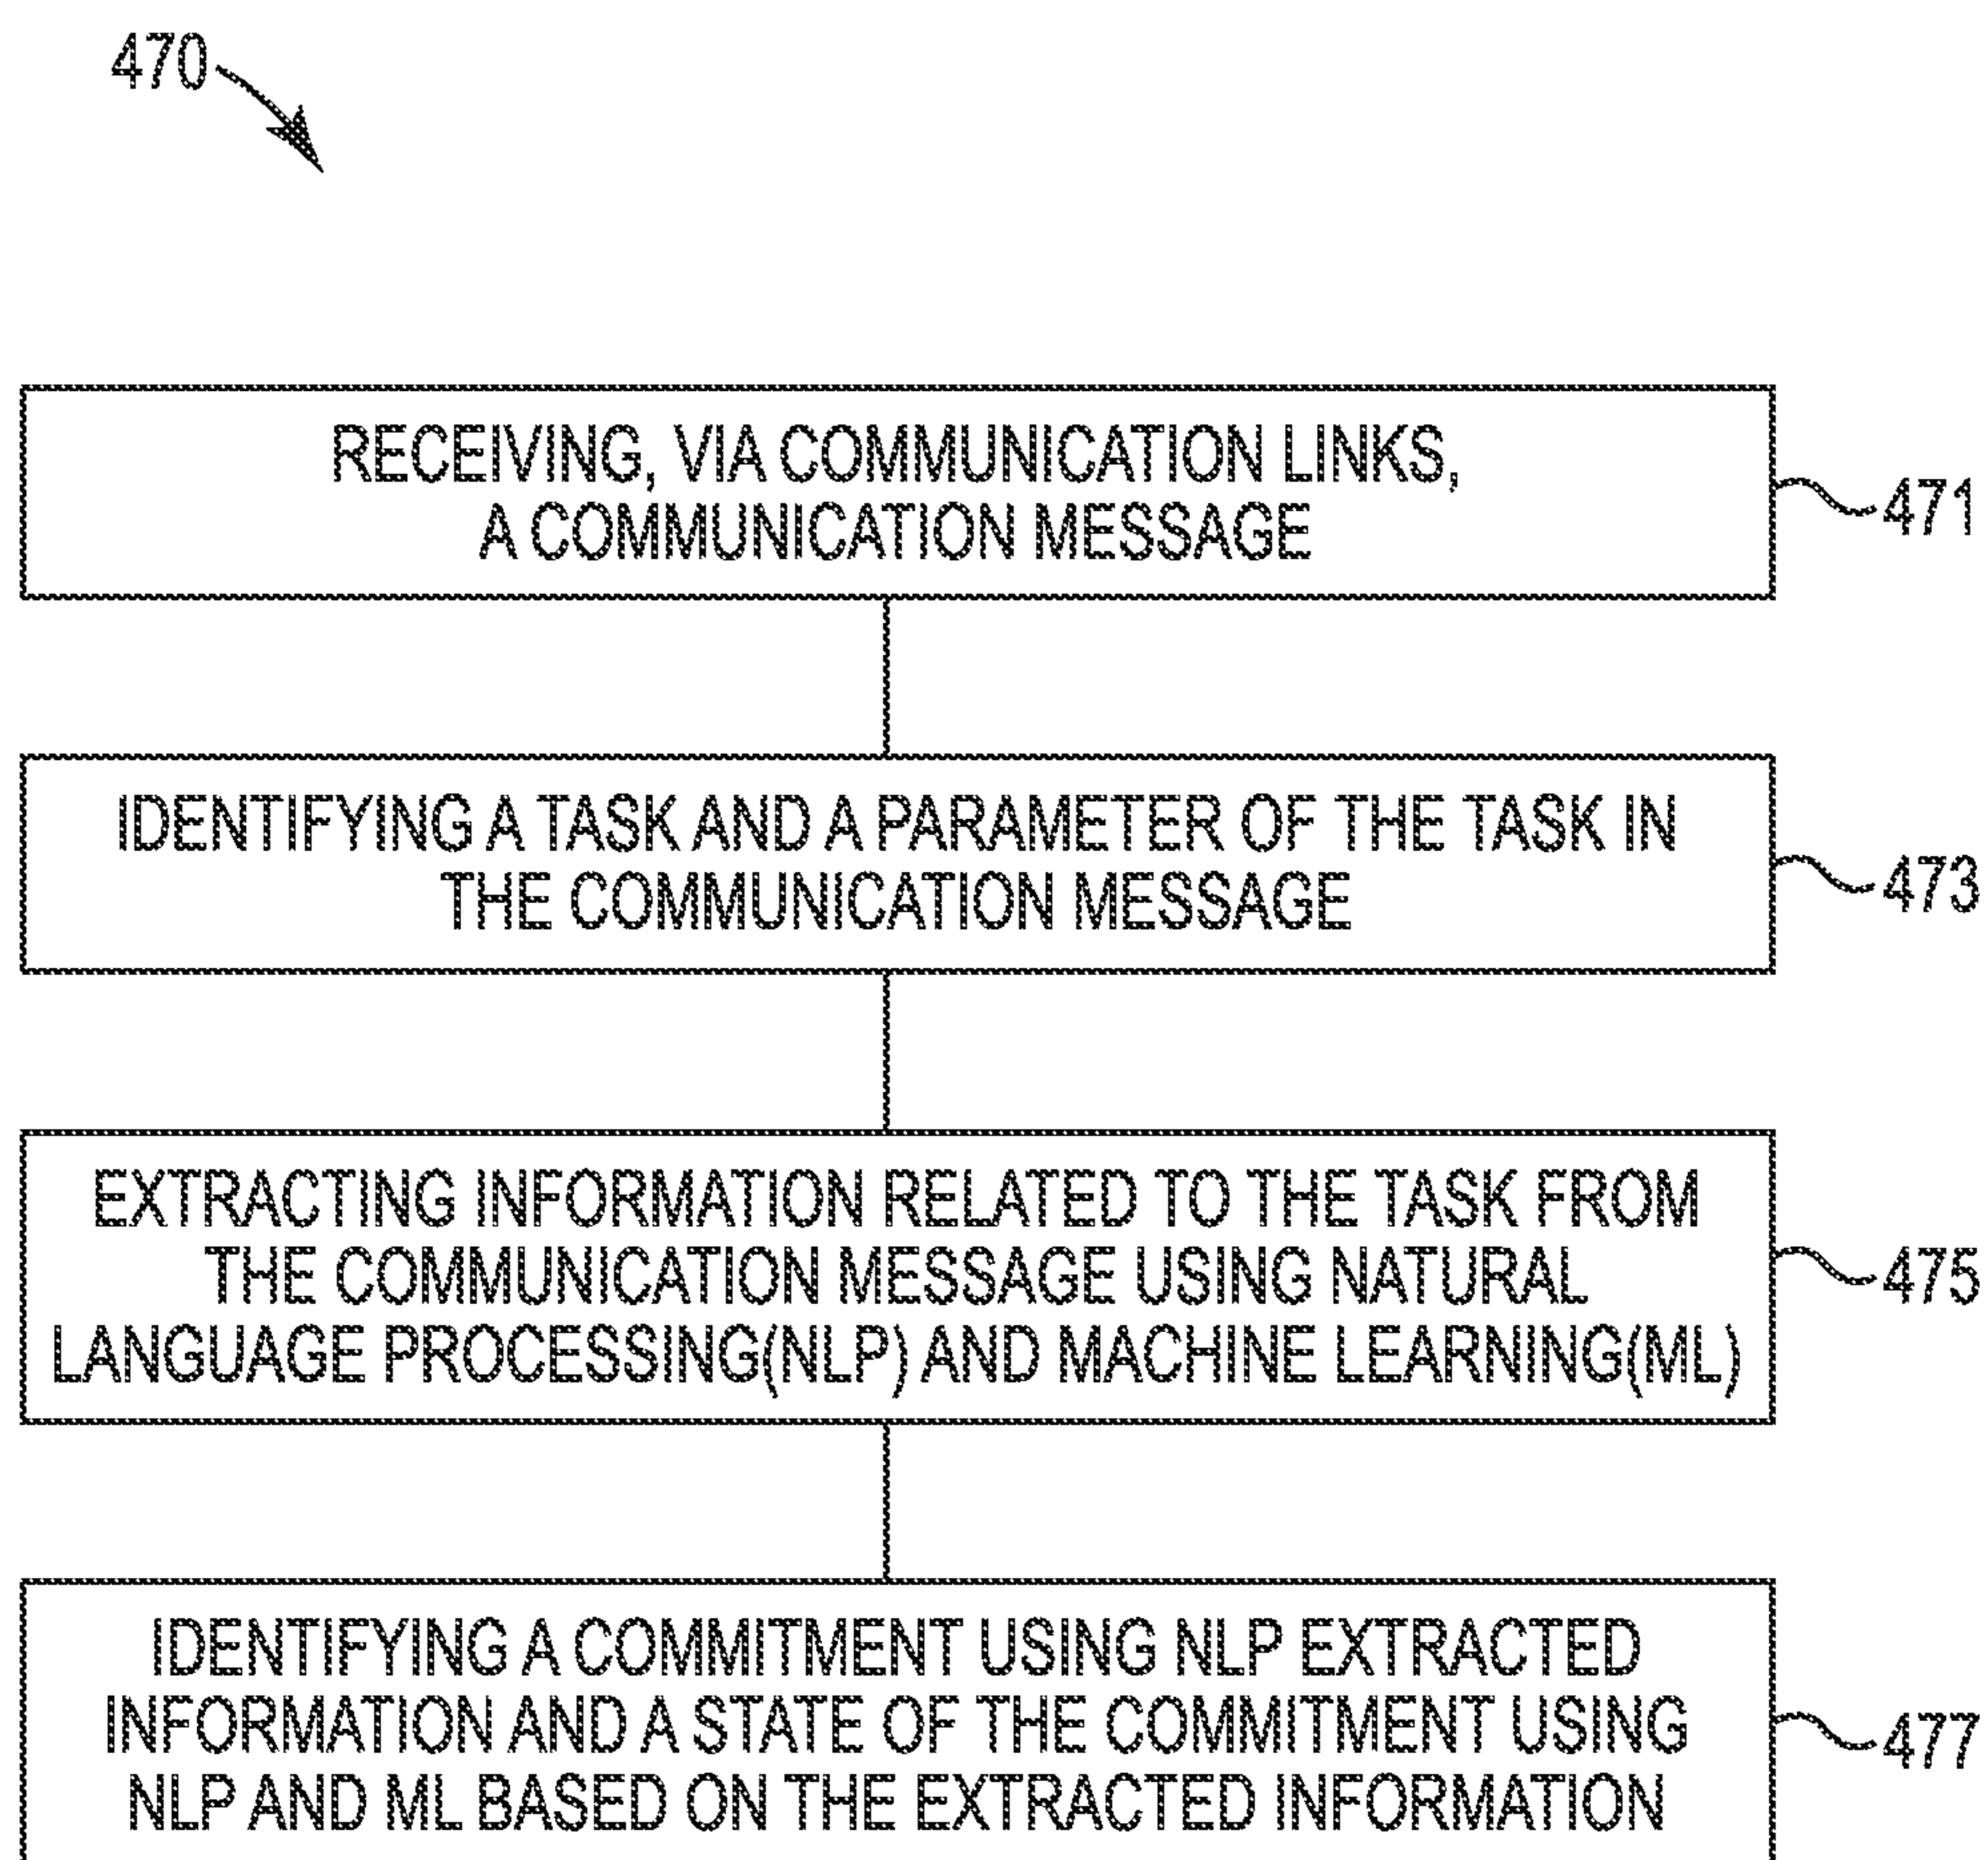 470
RECEIVING, VIA COMMUNICATION LINKS,
A COMMUNICATION MESSAGE
471
IDENTIFYING A TASK AND A PARAMETER OF THE TASK IN
THE COMMUNICATION MESSAGE
473
EXTRACTING INFORMATION RELATED TO THE TASK FROM
THE COMMUNICATION MESSAGE USING NATURAL
LANGUAGE PROCESSING(NLP) AND MACHINE LEARNING(ML)
475
IDENTIFYING A COMMITMENT USING NLP EXTRACTED
INFORMATION AND A STATE OF THE COMMITMENT USING
NLP AND ML BASED ON THE EXTRACTED INFORMATION
477